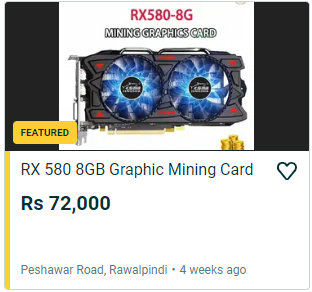 RX580-8G
MINING GRAPHICS CARD
FEATURED
RX 580 8GB Graphic Mining Card
Rs 72,000
Peshawar Road, Rawalpindi • 4 weeks ago